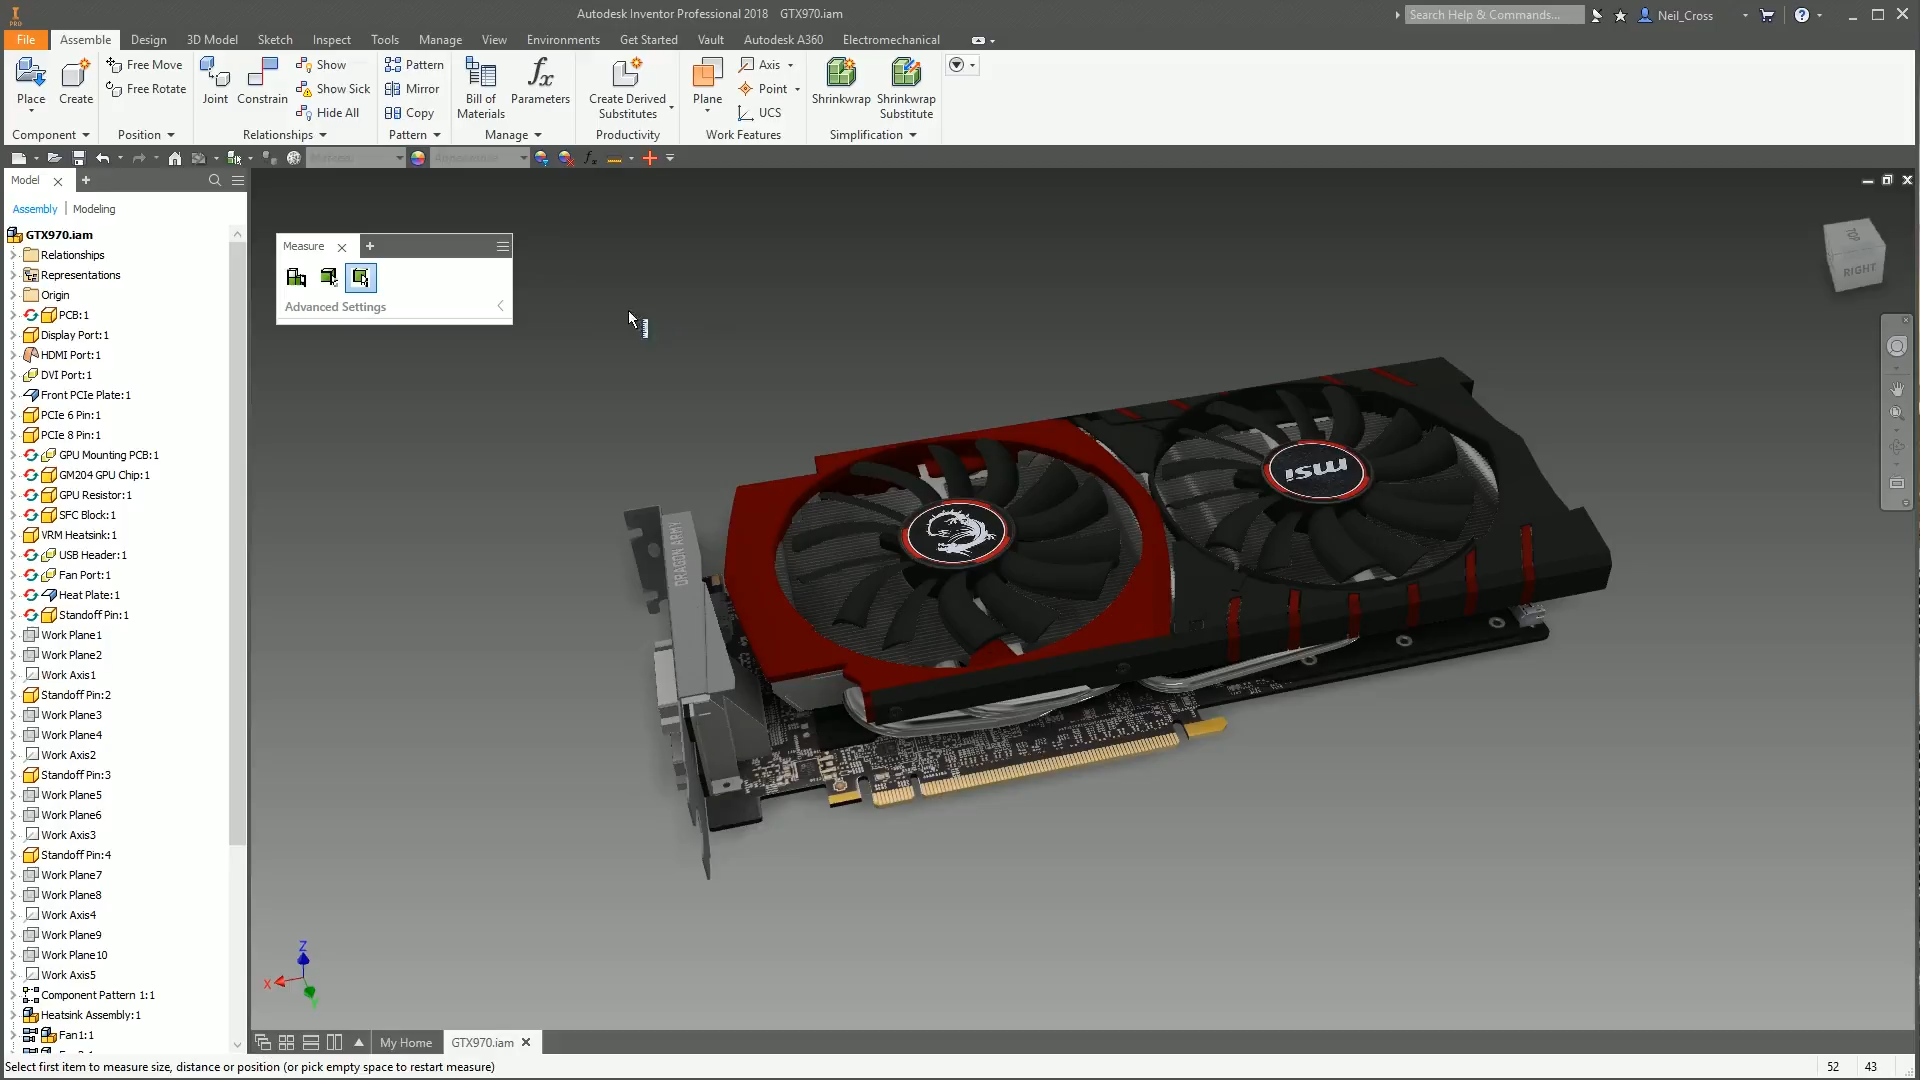 Autodesk Inventor Professional 2018 GTX970.iam
Search Help & Commands...
Neil_Cross
PRO
File Assemble Design 3D Model Sketch Inspect Tools Manage View Environments Get Started Vault Autodesk A360 Electromechanical
Place
Create
Free Move
Free Rotate
Joint
Constrain
Show
Show Sick
Hide All
Pattern
Mirror
Copy
Bill of
Materials
fx
Parameters
Create Derived
Substitutes
Plane
Axis
Point
UCS
Shrinkwrap
Shrinkwrap
Substitute
Component
Position
Relationships
Pattern
Manage
Productivity
Work Features
Simplification
Material
Appearance
fx
Model
Assembly | Modeling
GTX970.iam
Relationships
Representations
Origin
PCB:1
Display Port:1
HDMI Port:1
DVI Port:1
Front PCIe Plate:1
PCIe 6 Pin:1
PCIe 8 Pin:1
GPU Mounting PCB:1
GM204 GPU Chip:1
GPU Resistor:1
SFC Block:1
VRM Heatsink:1
USB Header:1
Fan Port:1
Heat Plate:1
Standoff Pin:1
Work Plane1
Work Plane2
Work Axis1
Standoff Pin:2
Work Plane3
Work Plane4
Work Axis2
Standoff Pin:3
Work Plane5
Work Plane6
Work Axis3
Standoff Pin:4
Work Plane7
Work Plane8
Work Axis4
Work Plane9
Work Plane10
Work Axis5
Component Pattern 1:1
Heatsink Assembly:1
Fan1:1
Measure
Advanced Settings
TOP
RIGHT
msi
DRAGON ARMY
Z
X
Y
My Home
GTX970.iam
Select first item to measure size, distance or position (or pick empty space to restart measure)
52 43